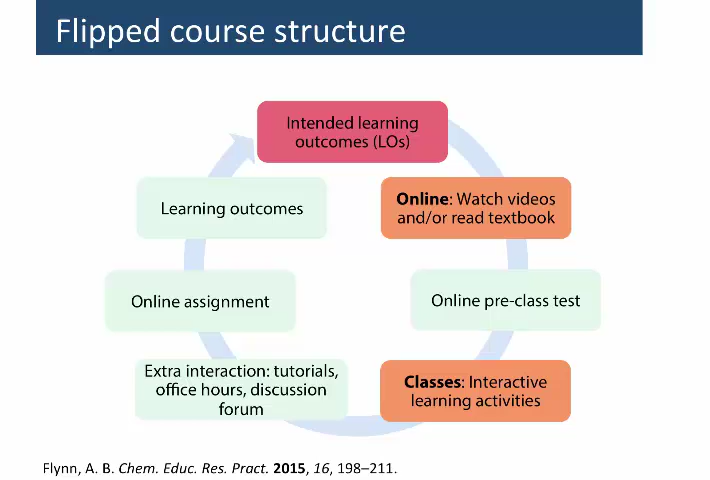 Flipped course structure
Intended learning
outcomes (LOs)
Online: Watch videos
and/or read textbook
Online pre-class test
Classes: Interactive
learning activities
Extra interaction: tutorials,
office hours, discussion
forum
Online assignment
Learning outcomes
Flynn, A. B. Chem. Educ. Res. Pract. 2015, 16, 198–211.